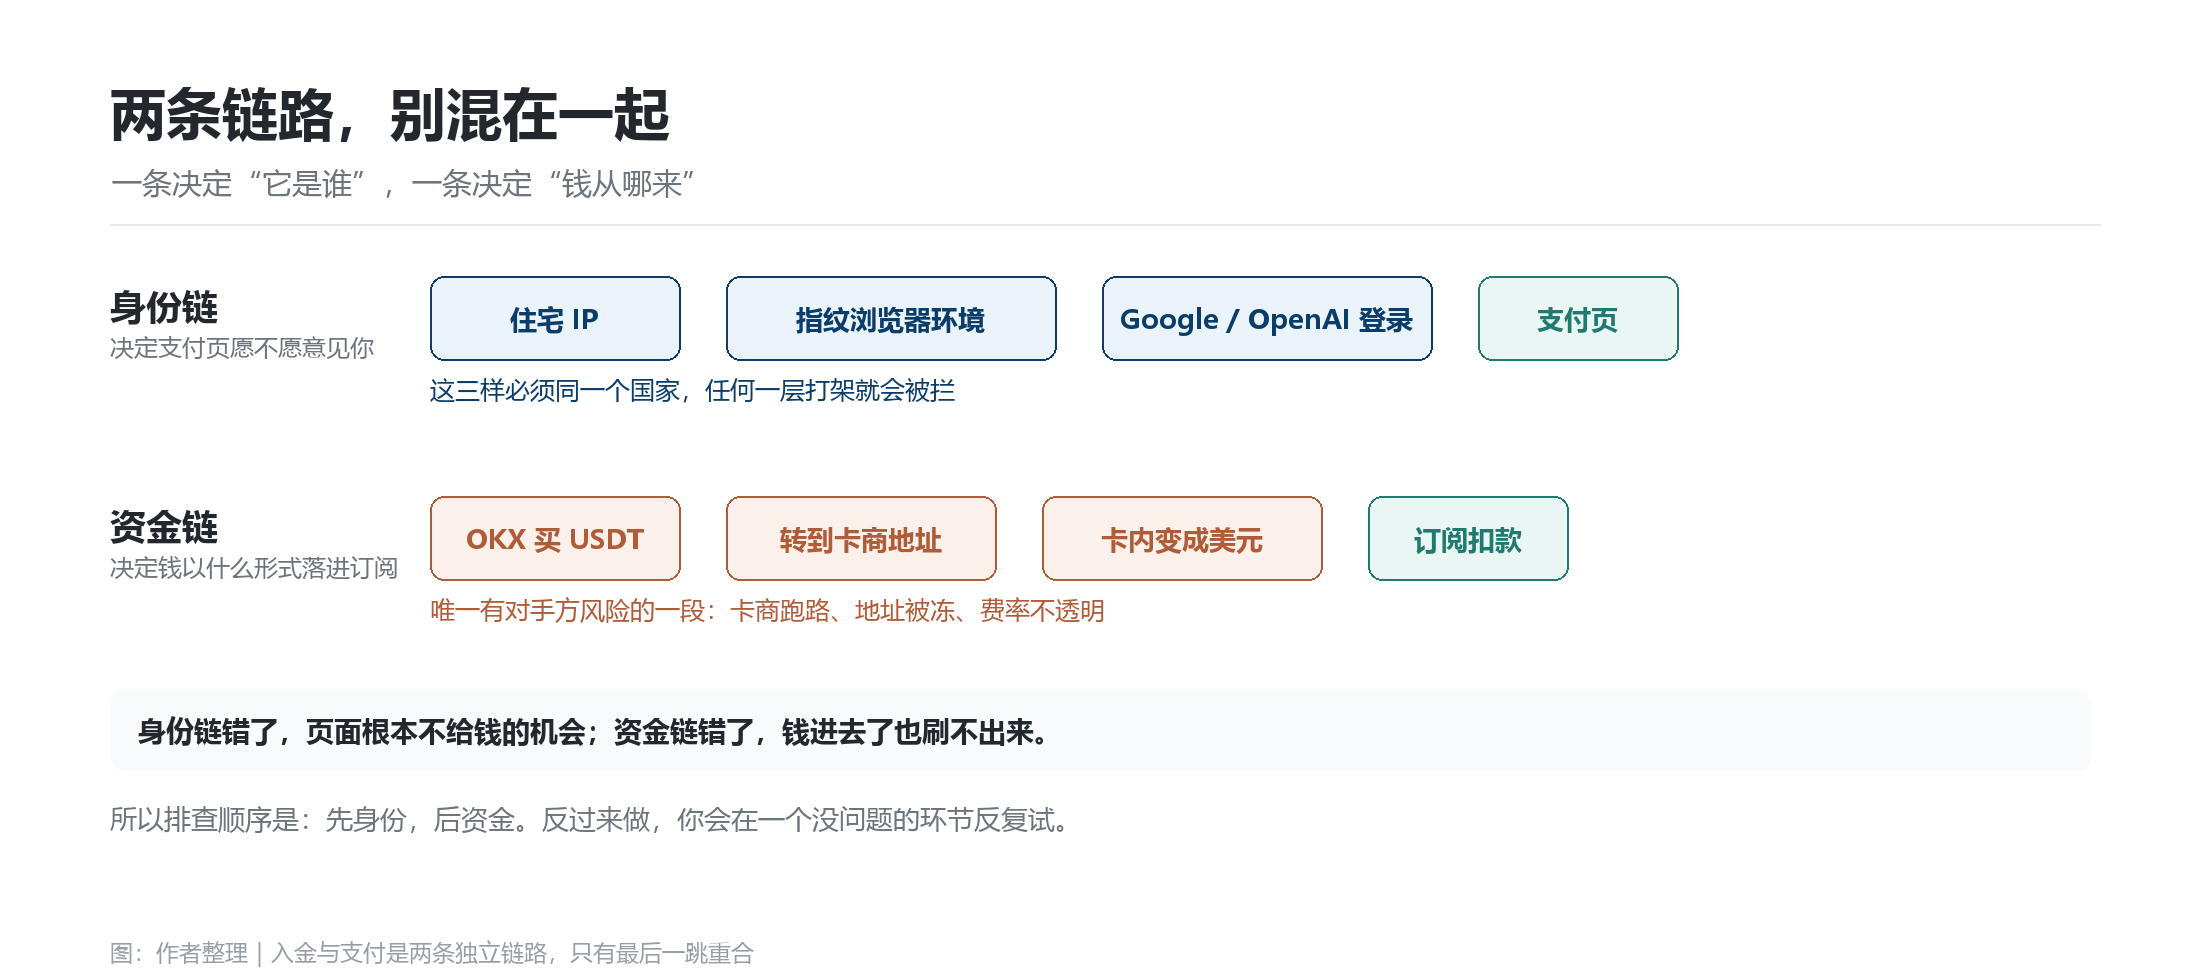 两条链路，别混在一起
一条决定“它是谁”，一条决定“钱从哪来”
身份链
决定支付页愿不愿意见你
住宅 IP
指纹浏览器环境
Google / OpenAI 登录
支付页
这三样必须同一个国家，任何一层打架就会被拦
资金链
决定钱以什么形式落进订阅
OKX 买 USDT
转到卡商地址
卡内变成美元
订阅扣款
唯一有对手方风险的一段：卡商跑路、地址被冻、费率不透明
身份链错了，页面根本不给钱的机会；资金链错了，钱进去了也刷不出来。
所以排查顺序是：先身份，后资金。反过来做，你会在一个没问题的环节反复试。
图：作者整理 | 入金与支付是两条独立链路，只有最后一跳重合